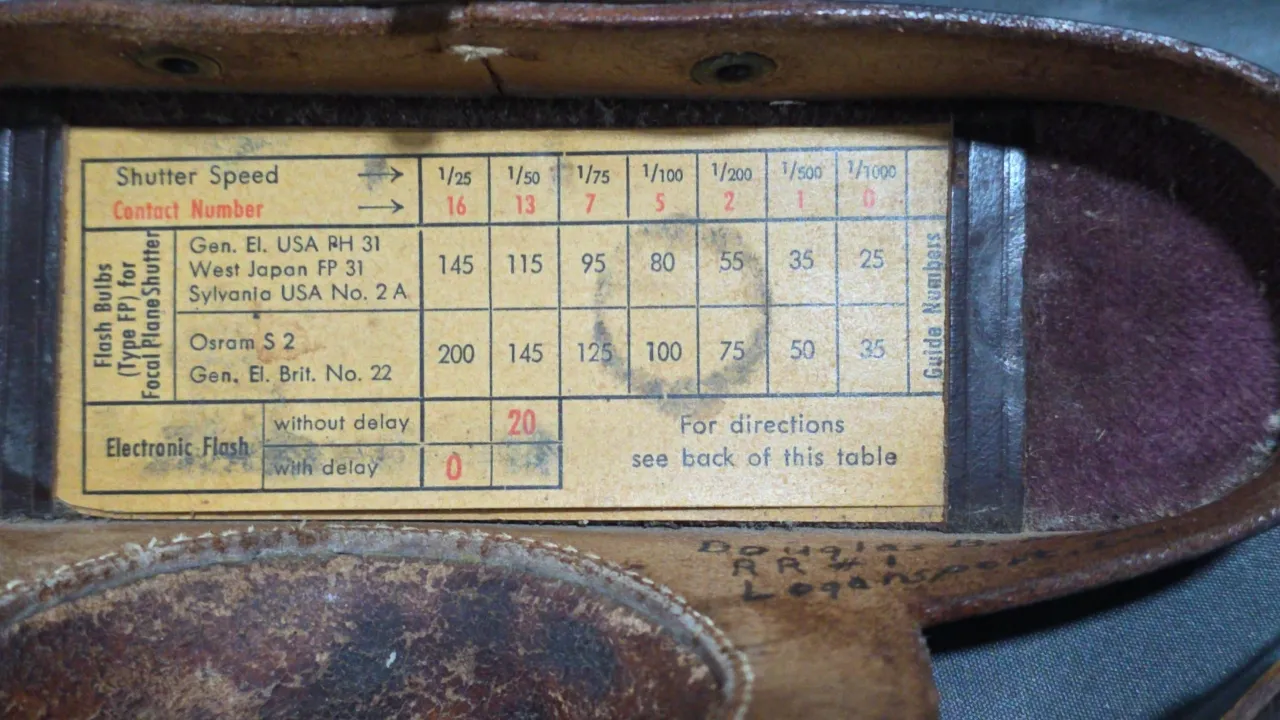 Shutter Speed → 1/25 1/50 1/75 1/100 1/200 1/500 1/1000
Contact Number → 16 13 7 5 2 1 0
Flash Bulbs
(Type FP) for
Focal Plane Shutter
Gen. El. USA PH 31
West Japan FP 31
Sylvania USA No. 2 A
145 115 95 80 55 35 25
Osram S 2
Gen. El. Brit. No. 22
200 145 125 100 75 50 35
Guide Numbers
Electronic Flash
without delay 20
with delay 0
For directions
see back of this table
Douglas
RR #1
Logansport